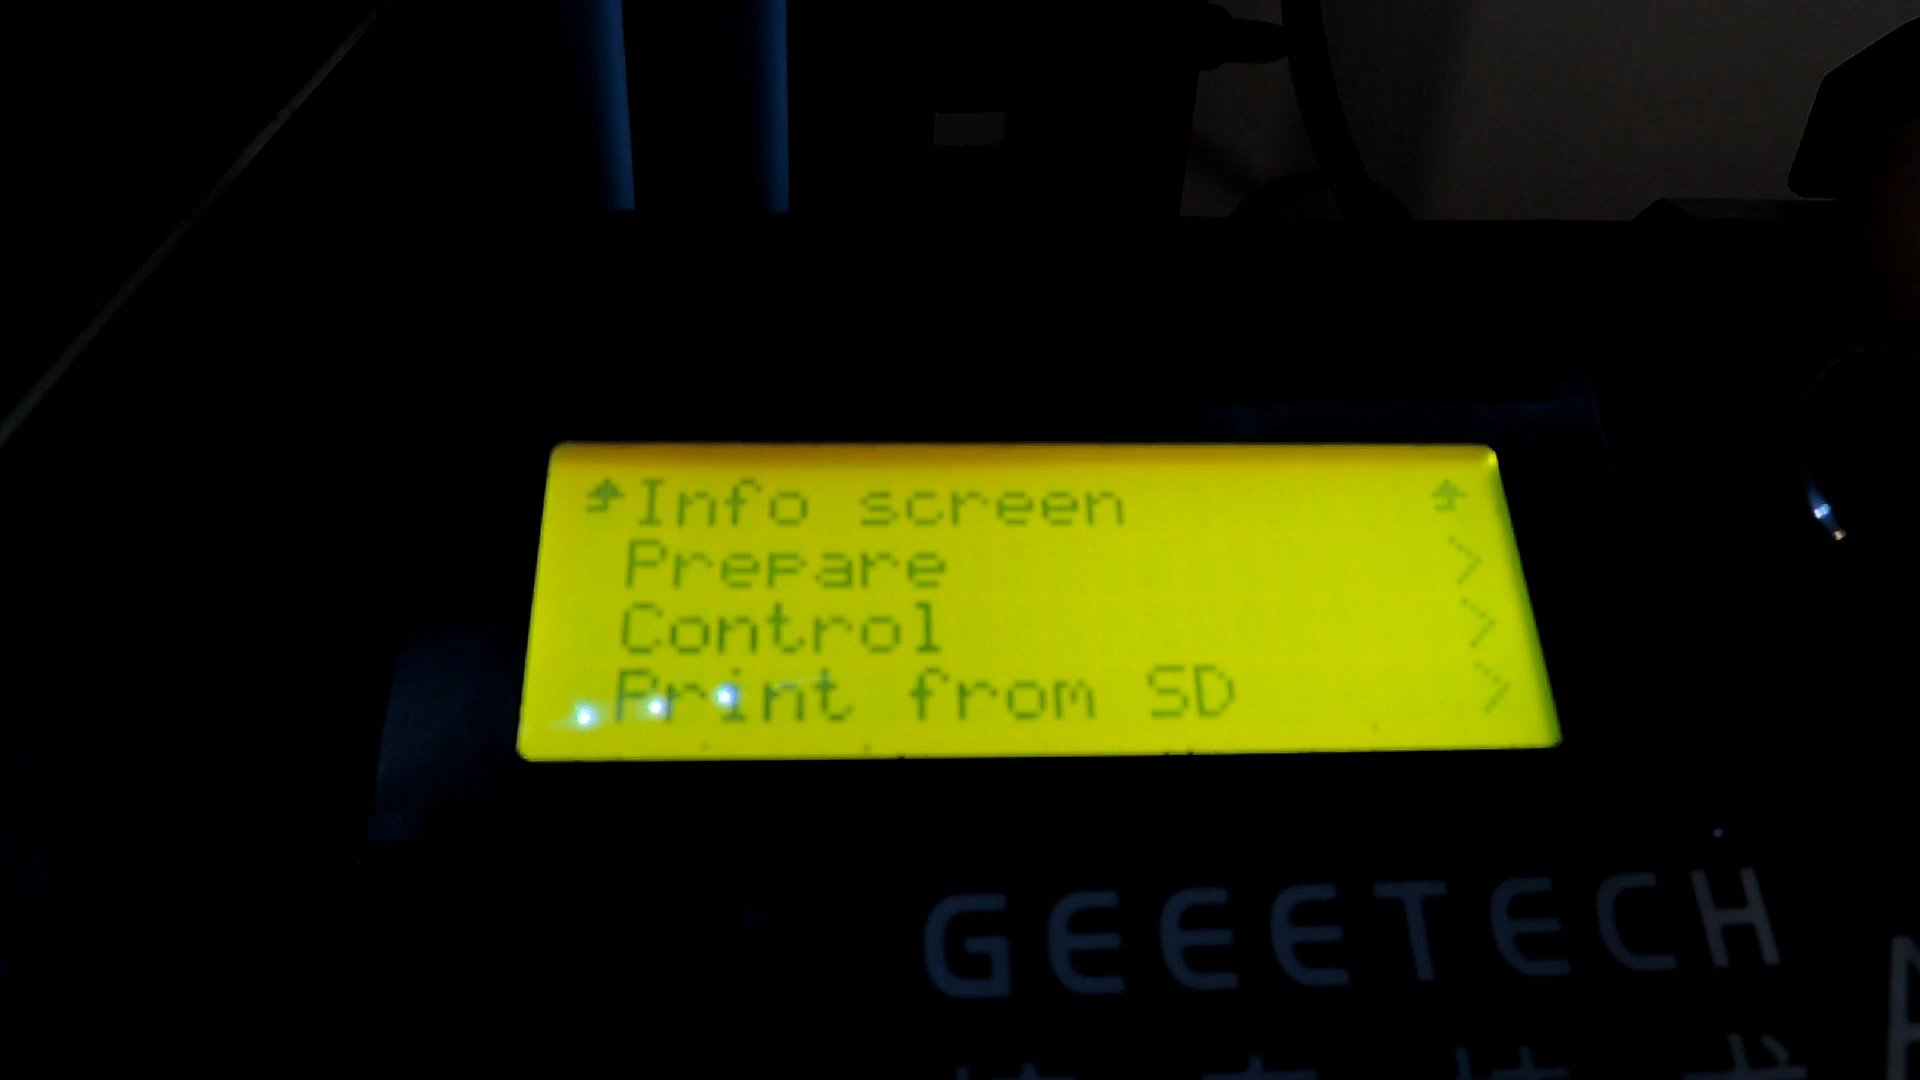 Info screen
Prepare >
Control >
Print from SD >
GEEETECH